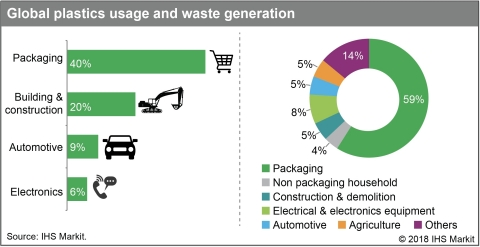 Global plastics usage and waste generation
Packaging
40%
Building &
construction
20%
Automotive
9%
Electronics
6%
14%
5%
5%
8%
5%
4%
59%
Packaging
Non packaging household
Construction & demolition
Electrical & electronics equipment
Automotive Agriculture Others
Source: IHS Markit.
© 2018 IHS Markit